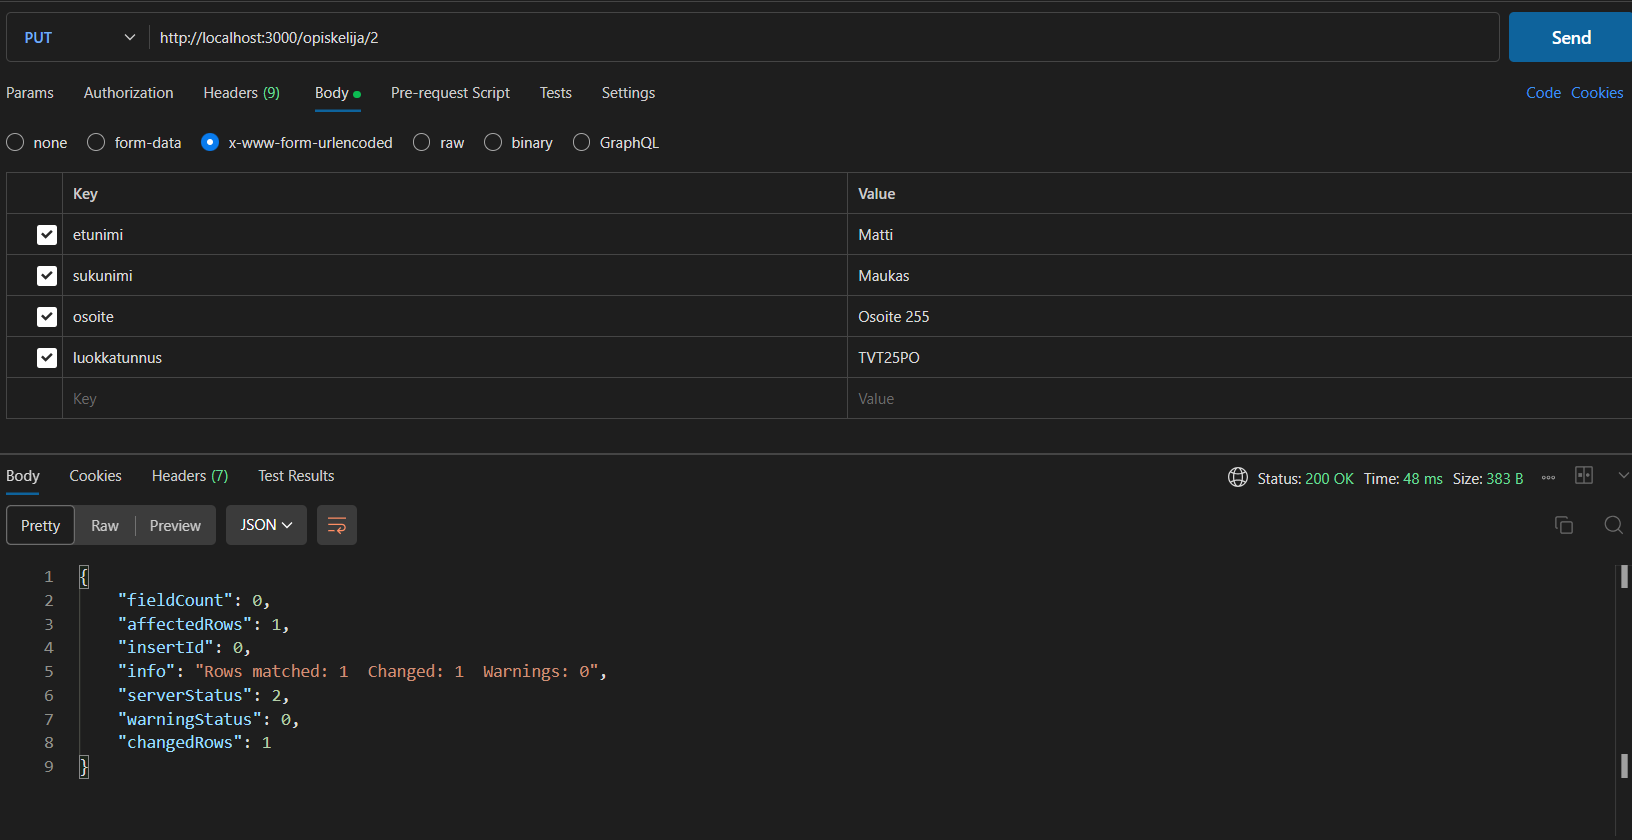 PUT http://localhost:3000/opiskelija/2 Send
Params Authorization Headers (9) Body Pre-request Script Tests Settings Code Cookies
none form-data x-www-form-urlencoded raw binary GraphQL
Key Value
etunimi Matti
sukunimi Maukas
osoite Osoite 255
luokkatunnus TVT25PO
Key Value
Body Cookies Headers (7) Test Results Status: 200 OK Time: 48 ms Size: 383 B
Pretty Raw Preview JSON
1 {
2 "fieldCount": 0,
3 "affectedRows": 1,
4 "insertId": 0,
5 "info": "Rows matched: 1  Changed: 1  Warnings: 0",
6 "serverStatus": 2,
7 "warningStatus": 0,
8 "changedRows": 1
9 }